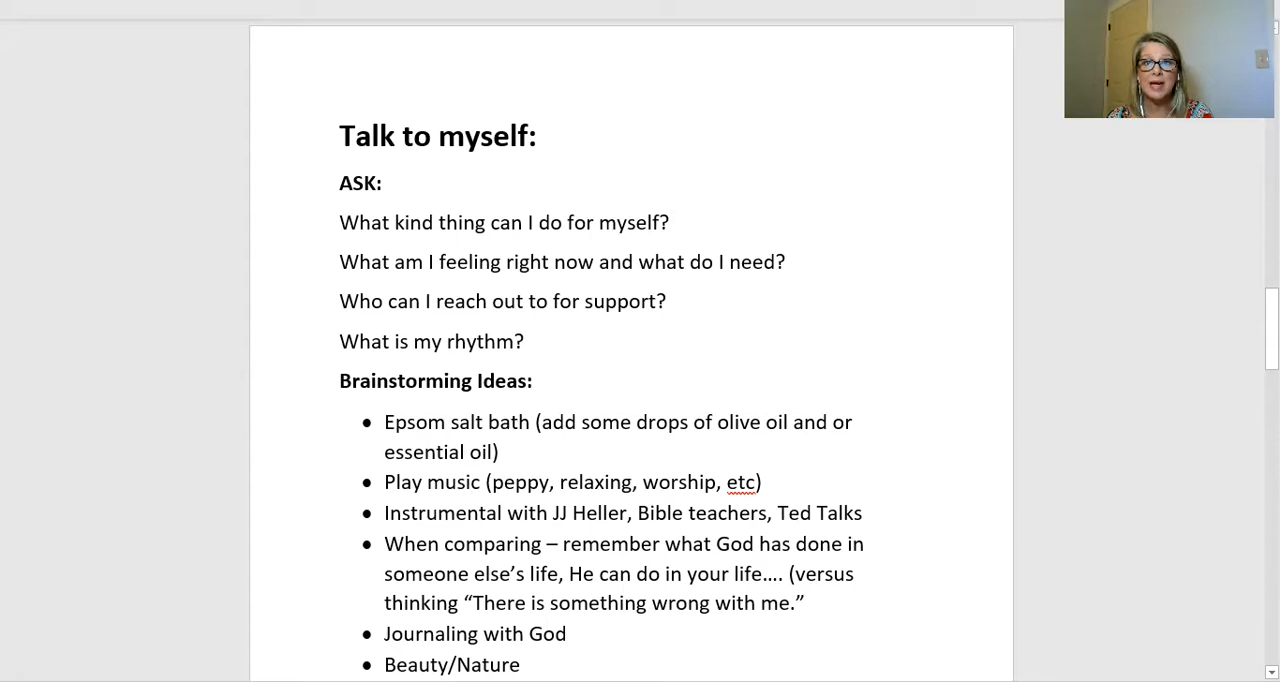 Talk to myself:
ASK:
What kind thing can I do for myself?
What am I feeling right now and what do I need?
Who can I reach out to for support?
What is my rhythm?
Brainstorming Ideas:
• Epsom salt bath (add some drops of olive oil and or
essential oil)
• Play music (peppy, relaxing, worship, etc)
• Instrumental with JJ Heller, Bible teachers, Ted Talks
• When comparing – remember what God has done in
someone else’s life, He can do in your life…. (versus
thinking “There is something wrong with me.”
• Journaling with God
• Beauty/Nature